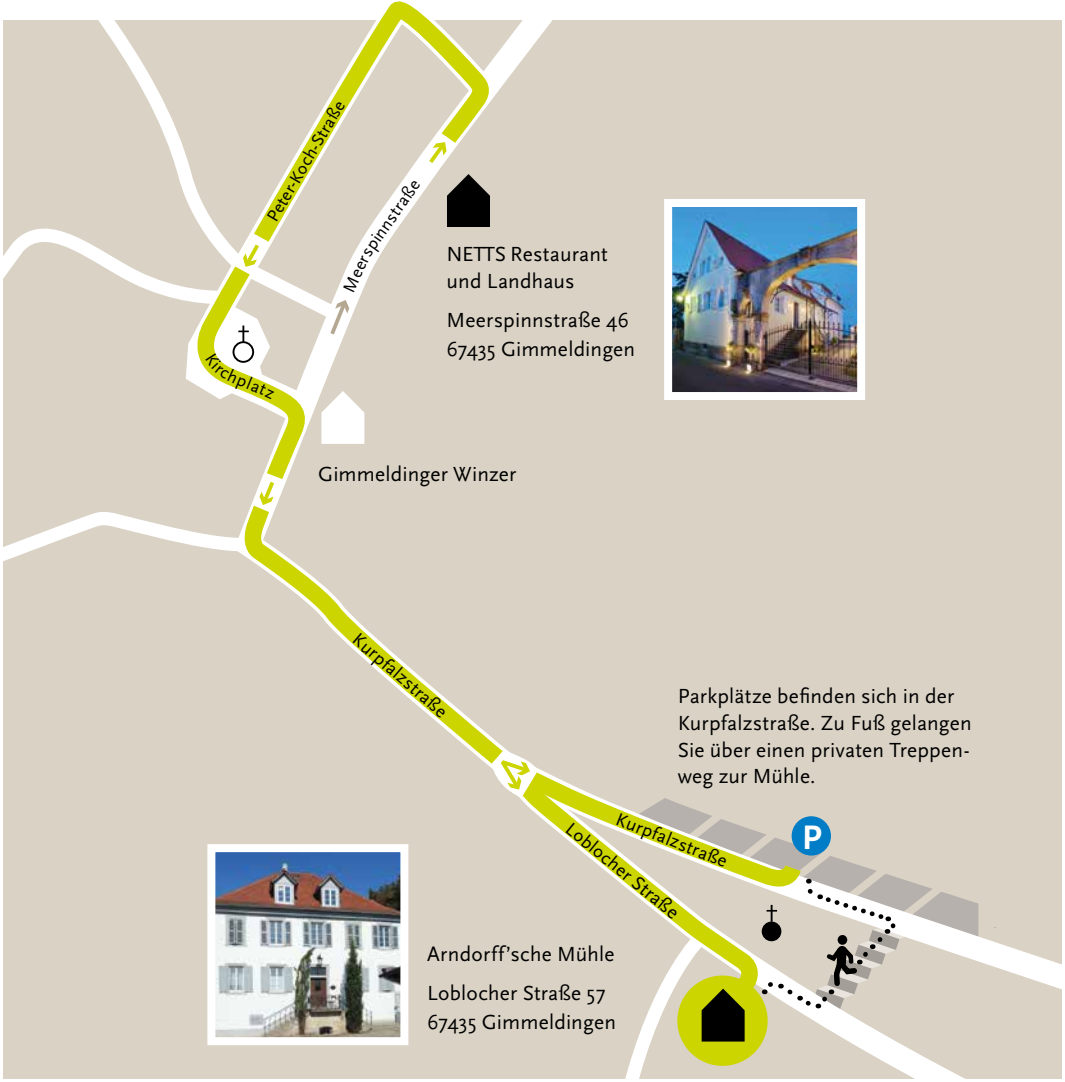 Peter-Koch-Straße
Meerspinnstraße
NETTS Restaurant
und Landhaus
Meerspinnstraße 46
67435 Gimmeldingen
Kirchplatz
Gimmeldinger Winzer
Kurpfalzstraße
Parkplätze befinden sich in der
Kurpfalzstraße. Zu Fuß gelangen
Sie über einen privaten Treppen-
weg zur Mühle.
P
Kurpfalzstraße
Loblocher Straße
Arndorff'sche Mühle
Loblocher Straße 57
67435 Gimmeldingen